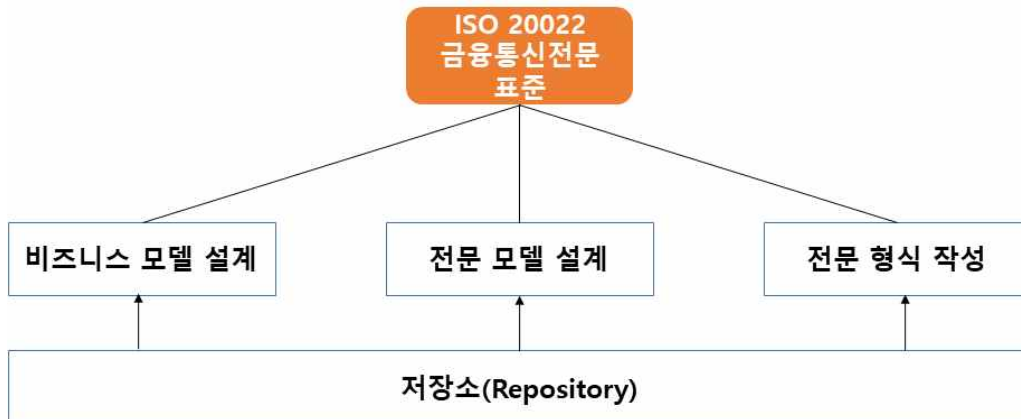 ISO 20022
금융통신전문
표준
비즈니스 모델 설계
전문 모델 설계
전문 형식 작성
저장소(Repository)